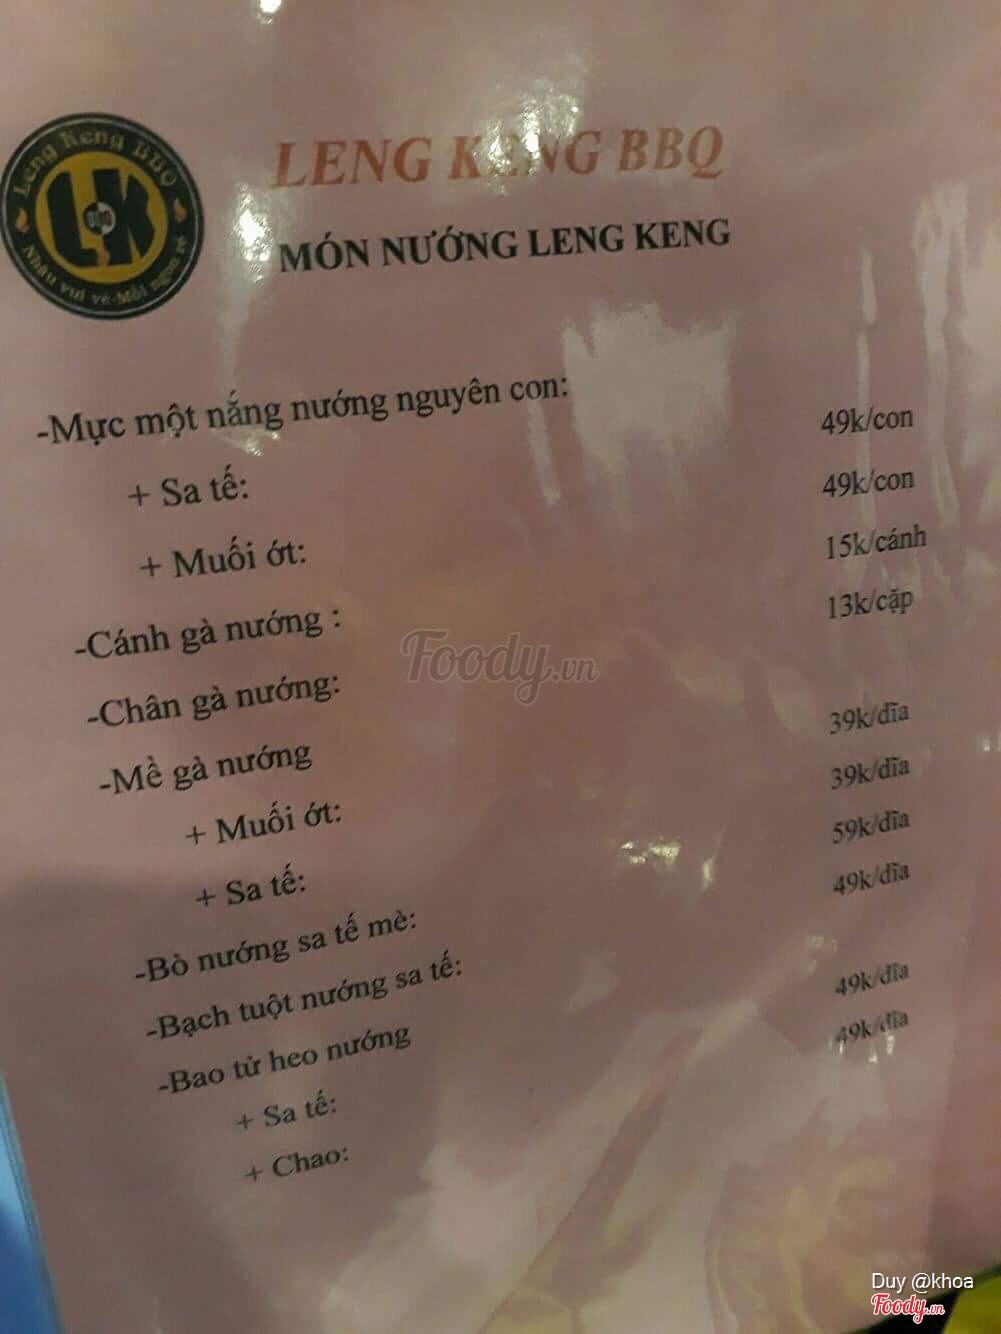 Leng Keng BBQ
LK
BBQ
Nhậu vui vẻ-Mồi ngon rẻ
LENG KENG BBQ
MÓN NƯỚNG LENG KENG
-Mực một nắng nướng nguyên con:
+ Sa tế: 49k/con
+ Muối ớt: 49k/con
-Cánh gà nướng : 15k/cánh
-Chân gà nướng: 13k/cặp
-Mề gà nướng
+ Muối ớt: 39k/dĩa
+ Sa tế: 39k/dĩa
-Bò nướng sa tế mè: 59k/dĩa
-Bạch tuột nướng sa tế: 49k/dĩa
-Bao tử heo nướng
+ Sa tế: 49k/dĩa
+ Chao: 49k/dĩa
Foody.vn
Duy @khoa
Foody.vn